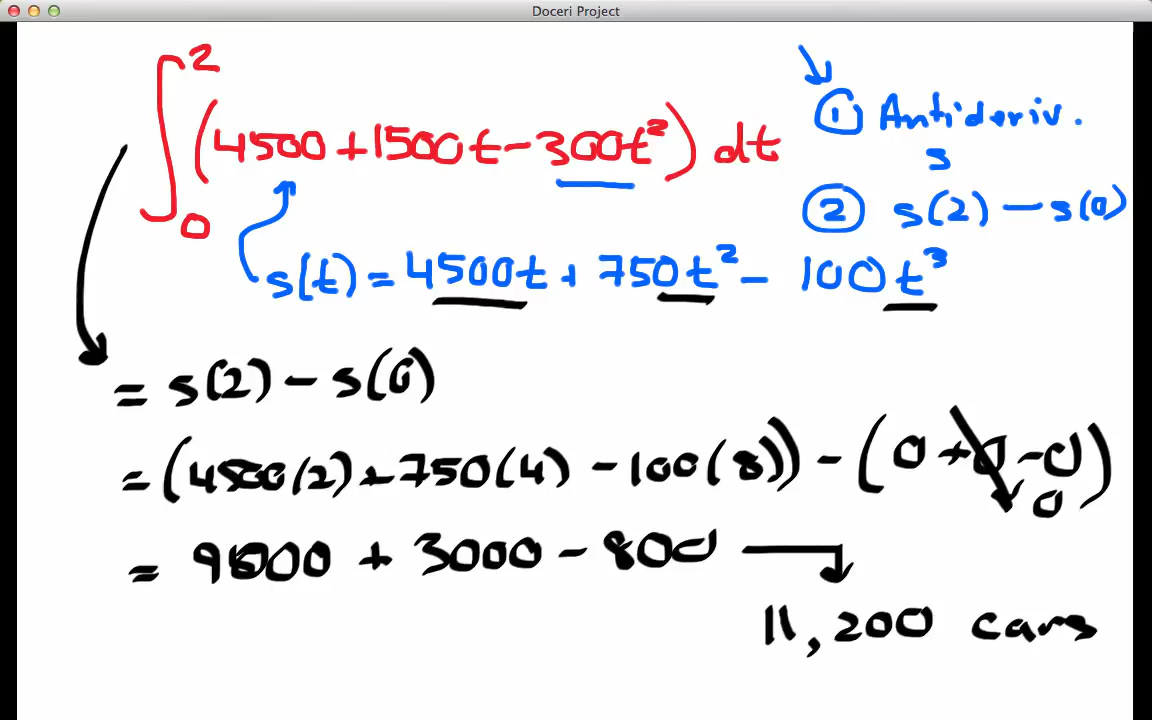 Doceri Project
∫₀² (4500 + 1500t − 300t²) dt
① Antideriv.
s
② s(2) − s(0)
s(t) = 4500t + 750t² − 100t³
= s(2) − s(0)
= (4500(2) + 750(4) − 100(8)) − (0 + 0 − 0)
0
= 9000 + 3000 − 800
11,200 cars